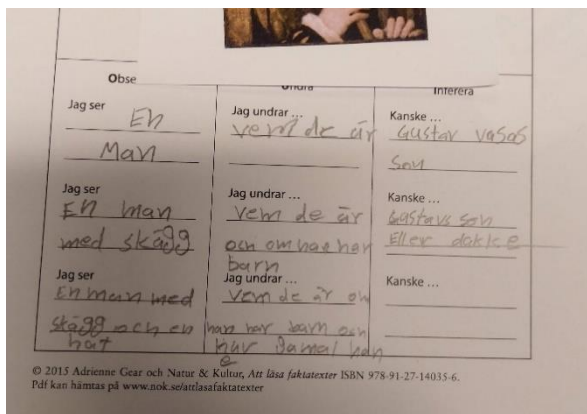 Obse
Undra
Inferera
Jag ser
En
Man
Jag undrar ...
vem de är
Kanske ...
Gustav vasas
son
Jag ser
En man
med skägg
Jag undrar ...
vem de är
och om han har
barn
Kanske ...
Gustavs son
Eller
Jag ser
En man med
skägg och en
hat
Jag undrar ...
vem de är om
han har barn och
hur gamal han
e
Kanske ...
© 2015 Adrienne Gear och Natur & Kultur, Att läsa faktatexter ISBN 978-91-27-14035-6.
Pdf kan hämtas på www.nok.se/attlasafaktatexter